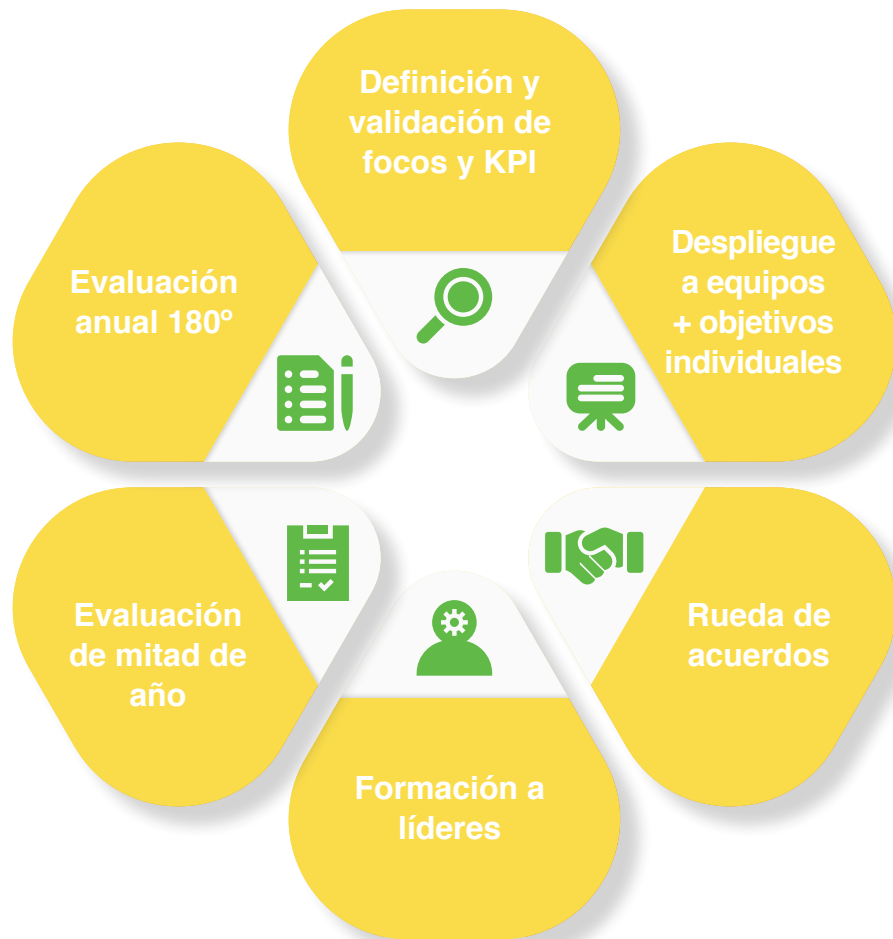 Definición y
validación de
focos y KPI
Despliegue
a equipos
+ objetivos
individuales
Rueda de
acuerdos
Formación a
líderes
Evaluación
de mitad de
año
Evaluación
anual 180º